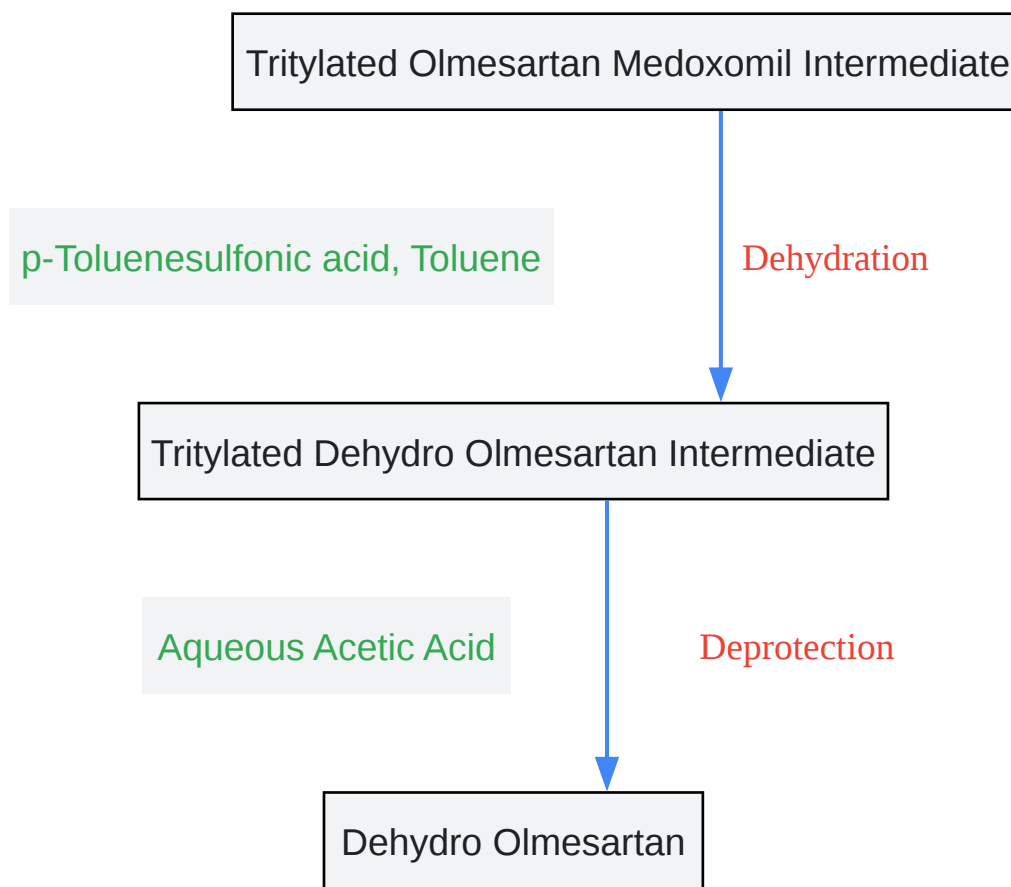 Tritylated Olmesartan Medoxomil Intermediate
p-Toluenesulfonic acid, Toluene
Dehydration
Tritylated Dehydro Olmesartan Intermediate
Aqueous Acetic Acid
Deprotection
Dehydro Olmesartan